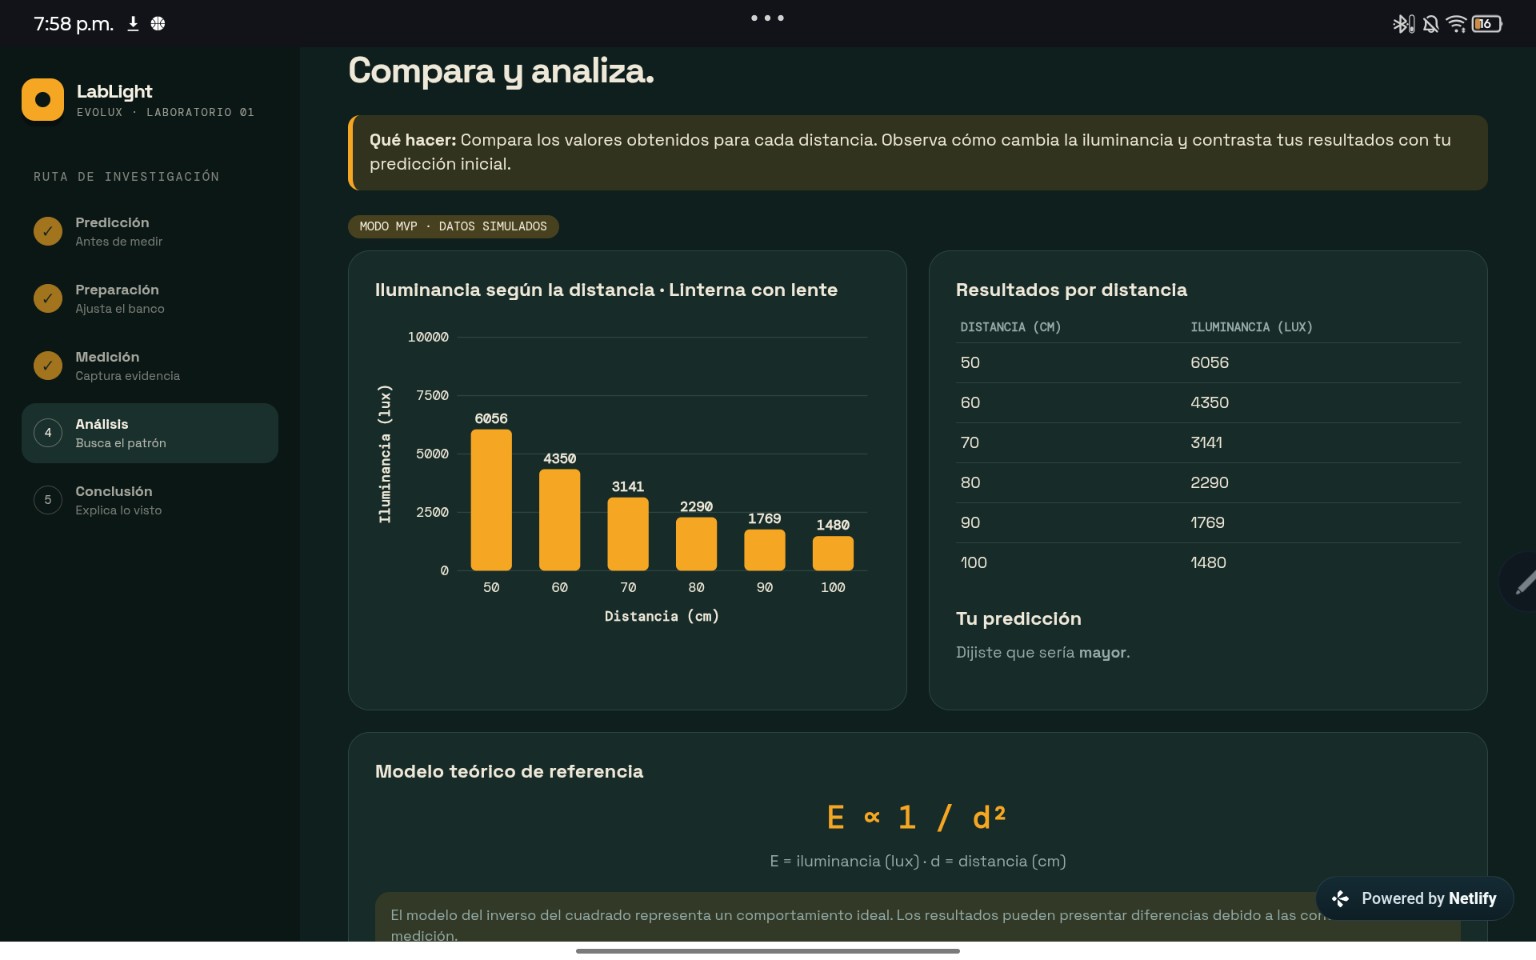 7:58 p.m.
16
LabLight
EVOLUX · LABORATORIO 01
RUTA DE INVESTIGACIÓN
✓ Predicción
Antes de medir
✓ Preparación
Ajusta el banco
✓ Medición
Captura evidencia
4 Análisis
Busca el patrón
5 Conclusión
Explica lo visto
Compara y analiza.
Qué hacer: Compara los valores obtenidos para cada distancia. Observa cómo cambia la iluminancia y contrasta tus resultados con tu
predicción inicial.
MODO MVP · DATOS SIMULADOS
Iluminancia según la distancia · Linterna con lente
Iluminancia (lux)
10000
7500
5000
2500
0
6056
4350
3141
2290
1769
1480
50 60 70 80 90 100
Distancia (cm)
Resultados por distancia
DISTANCIA (CM) ILUMINANCIA (LUX)
50 6056
60 4350
70 3141
80 2290
90 1769
100 1480
Tu predicción
Dijiste que sería mayor.
Modelo teórico de referencia
E ∝ 1 / d²
E = iluminancia (lux) · d = distancia (cm)
El modelo del inverso del cuadrado representa un comportamiento ideal. Los resultados pueden presentar diferencias debido a las
medición.
Powered by Netlify